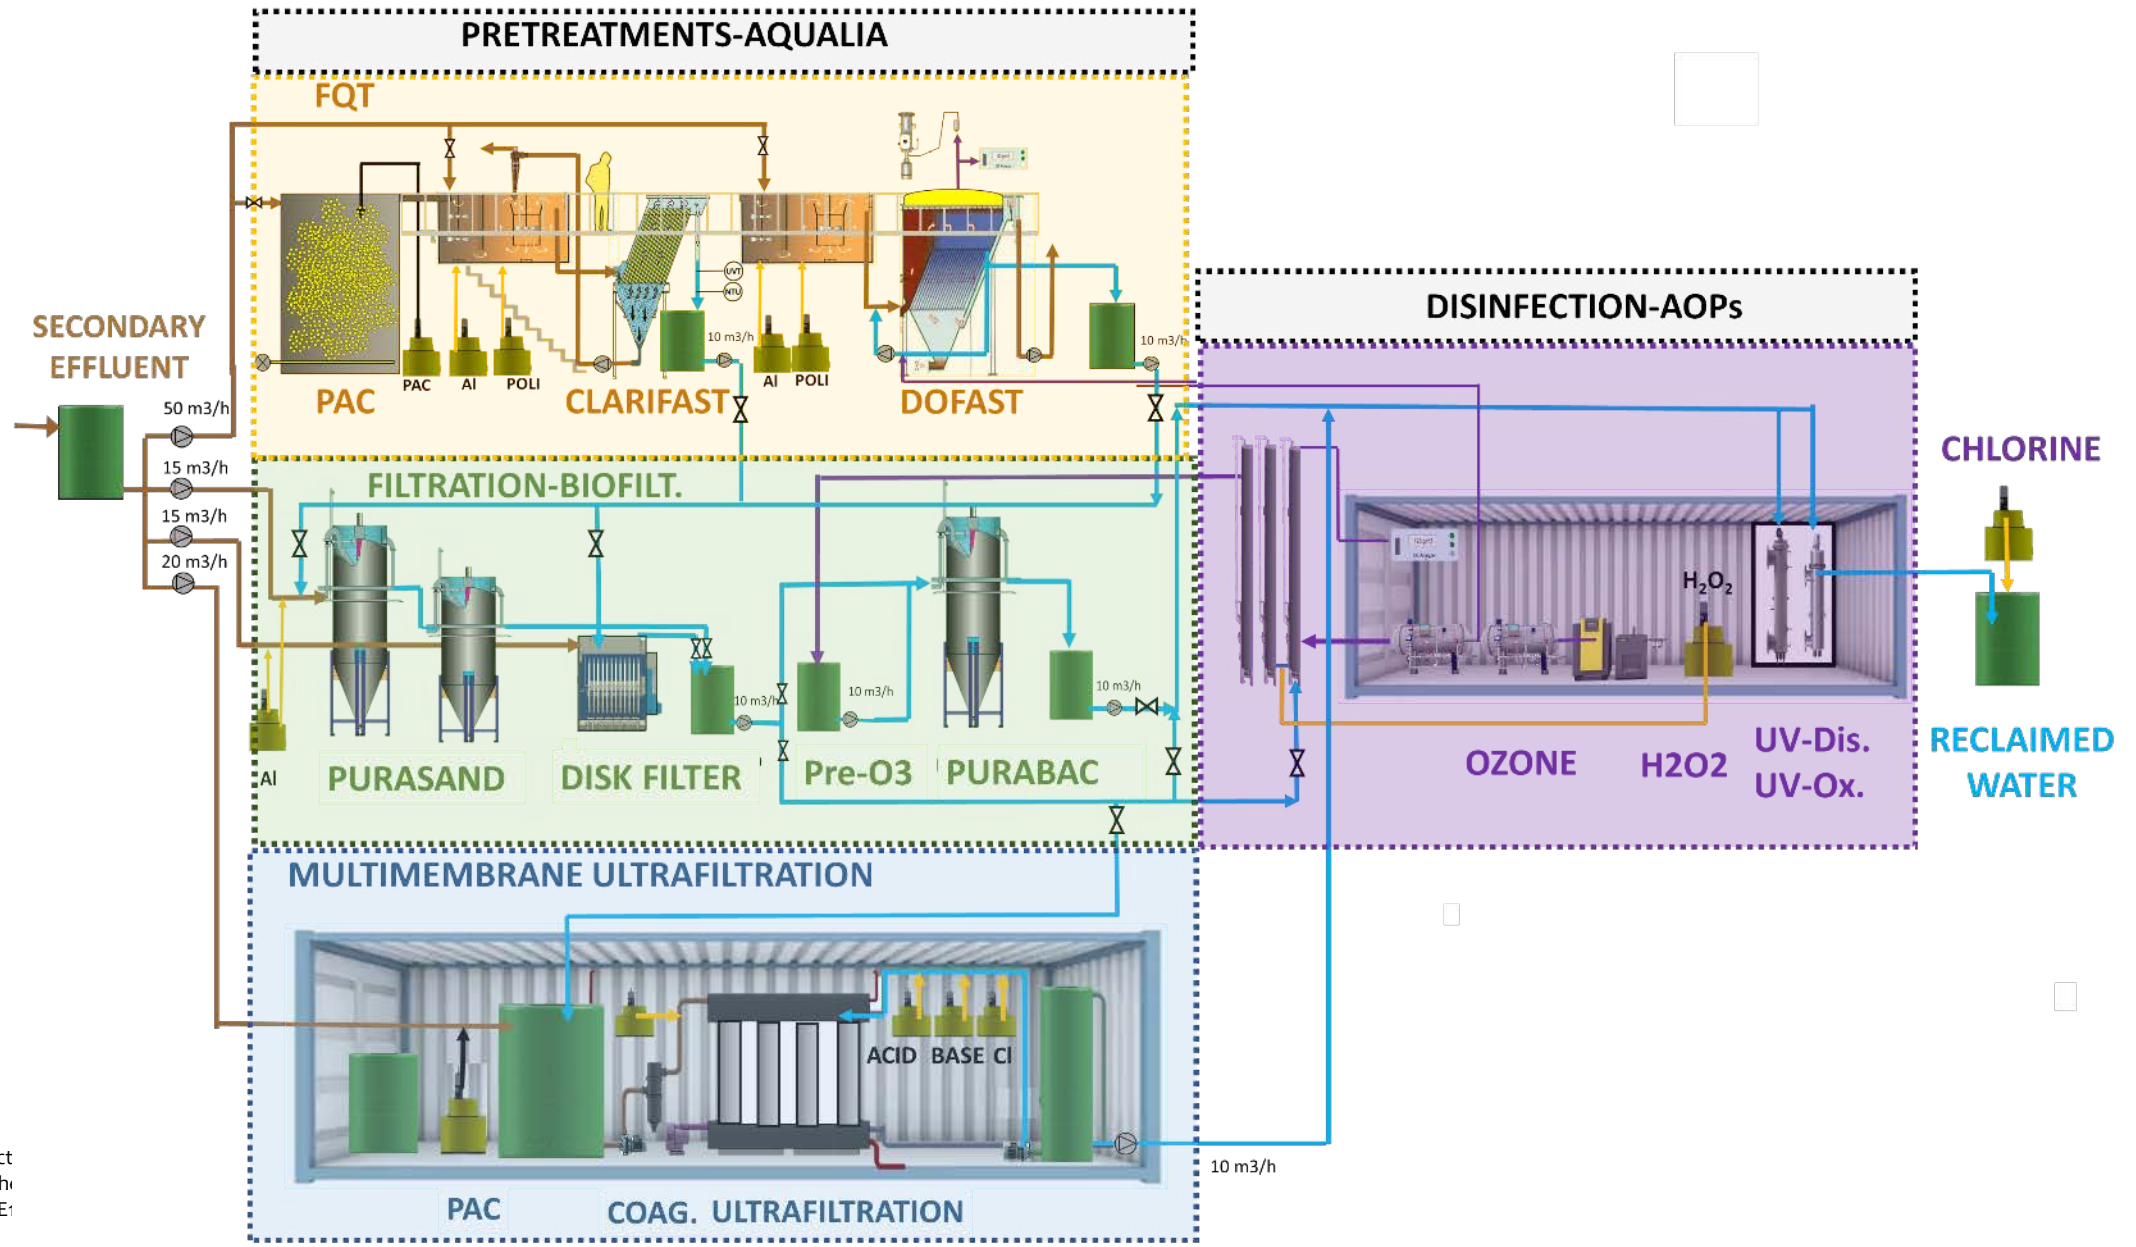 PRETREATMENTS-AQUALIA
FQT
UVT
NTU
10 m3/h
10 m3/h
PAC
Al
POLI
Al
POLI
PAC
CLARIFAST
DOFAST
SECONDARY
EFFLUENT
50 m3/h
15 m3/h
15 m3/h
20 m3/h
FILTRATION-BIOFILT.
10 m3/h
10 m3/h
10 m3/h
Al
PURASAND
DISK FILTER
Pre-O3
PURABAC
DISINFECTION-AOPs
H₂O₂
OZONE
H2O2
UV-Dis.
UV-Ox.
CHLORINE
RECLAIMED
WATER
MULTIMEMBRANE ULTRAFILTRATION
ACID
BASE
Cl
10 m3/h
PAC
COAG.
ULTRAFILTRATION